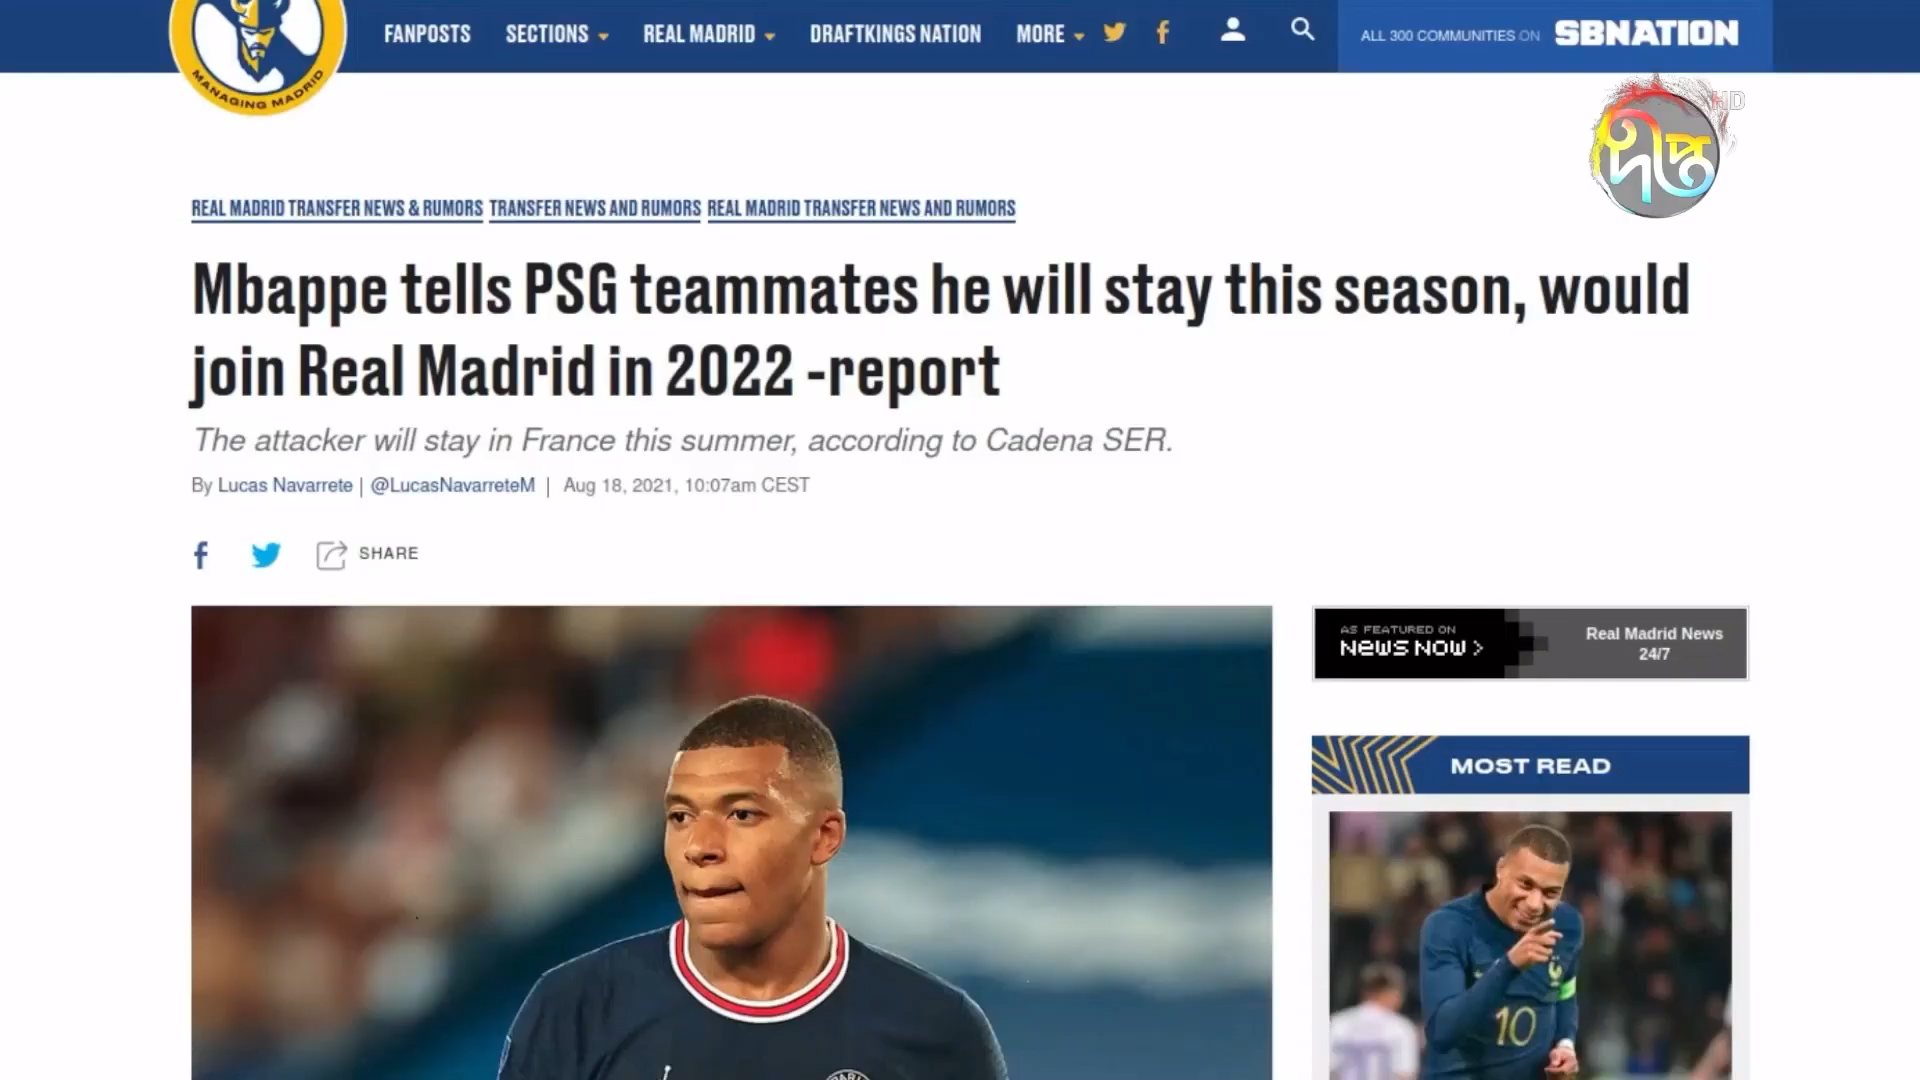 FANPOSTS SECTIONS REAL MADRID DRAFTKINGS NATION MORE ALL 300 COMMUNITIES ON SBNATION
MANAGING MADRID
HD
দীপ্ত
REAL MADRID TRANSFER NEWS & RUMORS TRANSFER NEWS AND RUMORS REAL MADRID TRANSFER NEWS AND RUMORS
Mbappe tells PSG teammates he will stay this season, would
join Real Madrid in 2022 -report
The attacker will stay in France this summer, according to Cadena SER.
By Lucas Navarrete | @LucasNavarreteM | Aug 18, 2021, 10:07am CEST
SHARE
AS FEATURED ON
NEWS NOW >
Real Madrid News
24/7
MOST READ
10